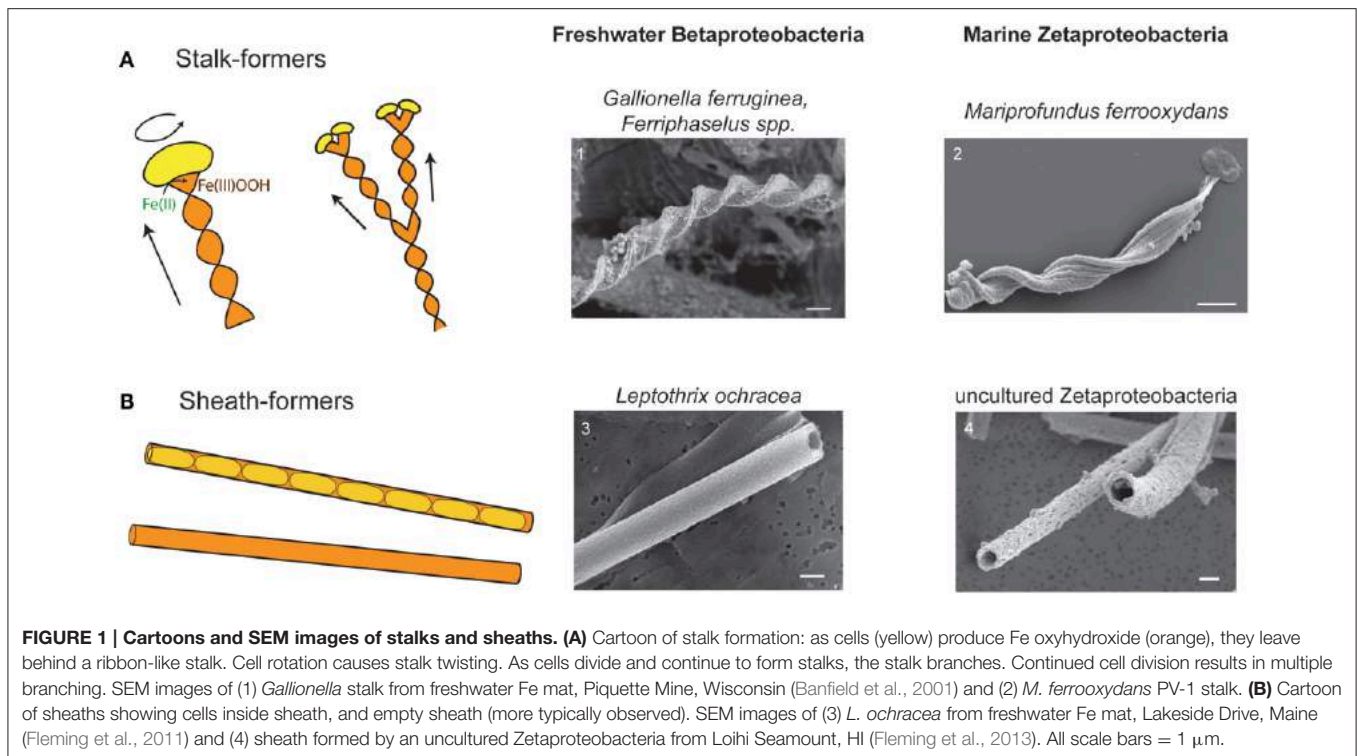 Freshwater Betaproteobacteria
Marine Zetaproteobacteria
A Stalk-formers
Gallionella ferruginea,
Ferriphaselus spp.
Mariprofundus ferrooxydans
1
2
Fe(III)OOH
Fe(II)
B Sheath-formers
Leptothrix ochracea
uncultured Zetaproteobacteria
3
4
FIGURE 1 | Cartoons and SEM images of stalks and sheaths. (A) Cartoon of stalk formation: as cells (yellow) produce Fe oxyhydroxide (orange), they leave
behind a ribbon-like stalk. Cell rotation causes stalk twisting. As cells divide and continue to form stalks, the stalk branches. Continued cell division results in multiple
branching. SEM images of (1) Gallionella stalk from freshwater Fe mat, Piquette Mine, Wisconsin (Banfield et al., 2001) and (2) M. ferrooxydans PV-1 stalk. (B) Cartoon
of sheaths showing cells inside sheath, and empty sheath (more typically observed). SEM images of (3) L. ochracea from freshwater Fe mat, Lakeside Drive, Maine
(Fleming et al., 2011) and (4) sheath formed by an uncultured Zetaproteobacteria from Loihi Seamount, HI (Fleming et al., 2013). All scale bars = 1 μm.